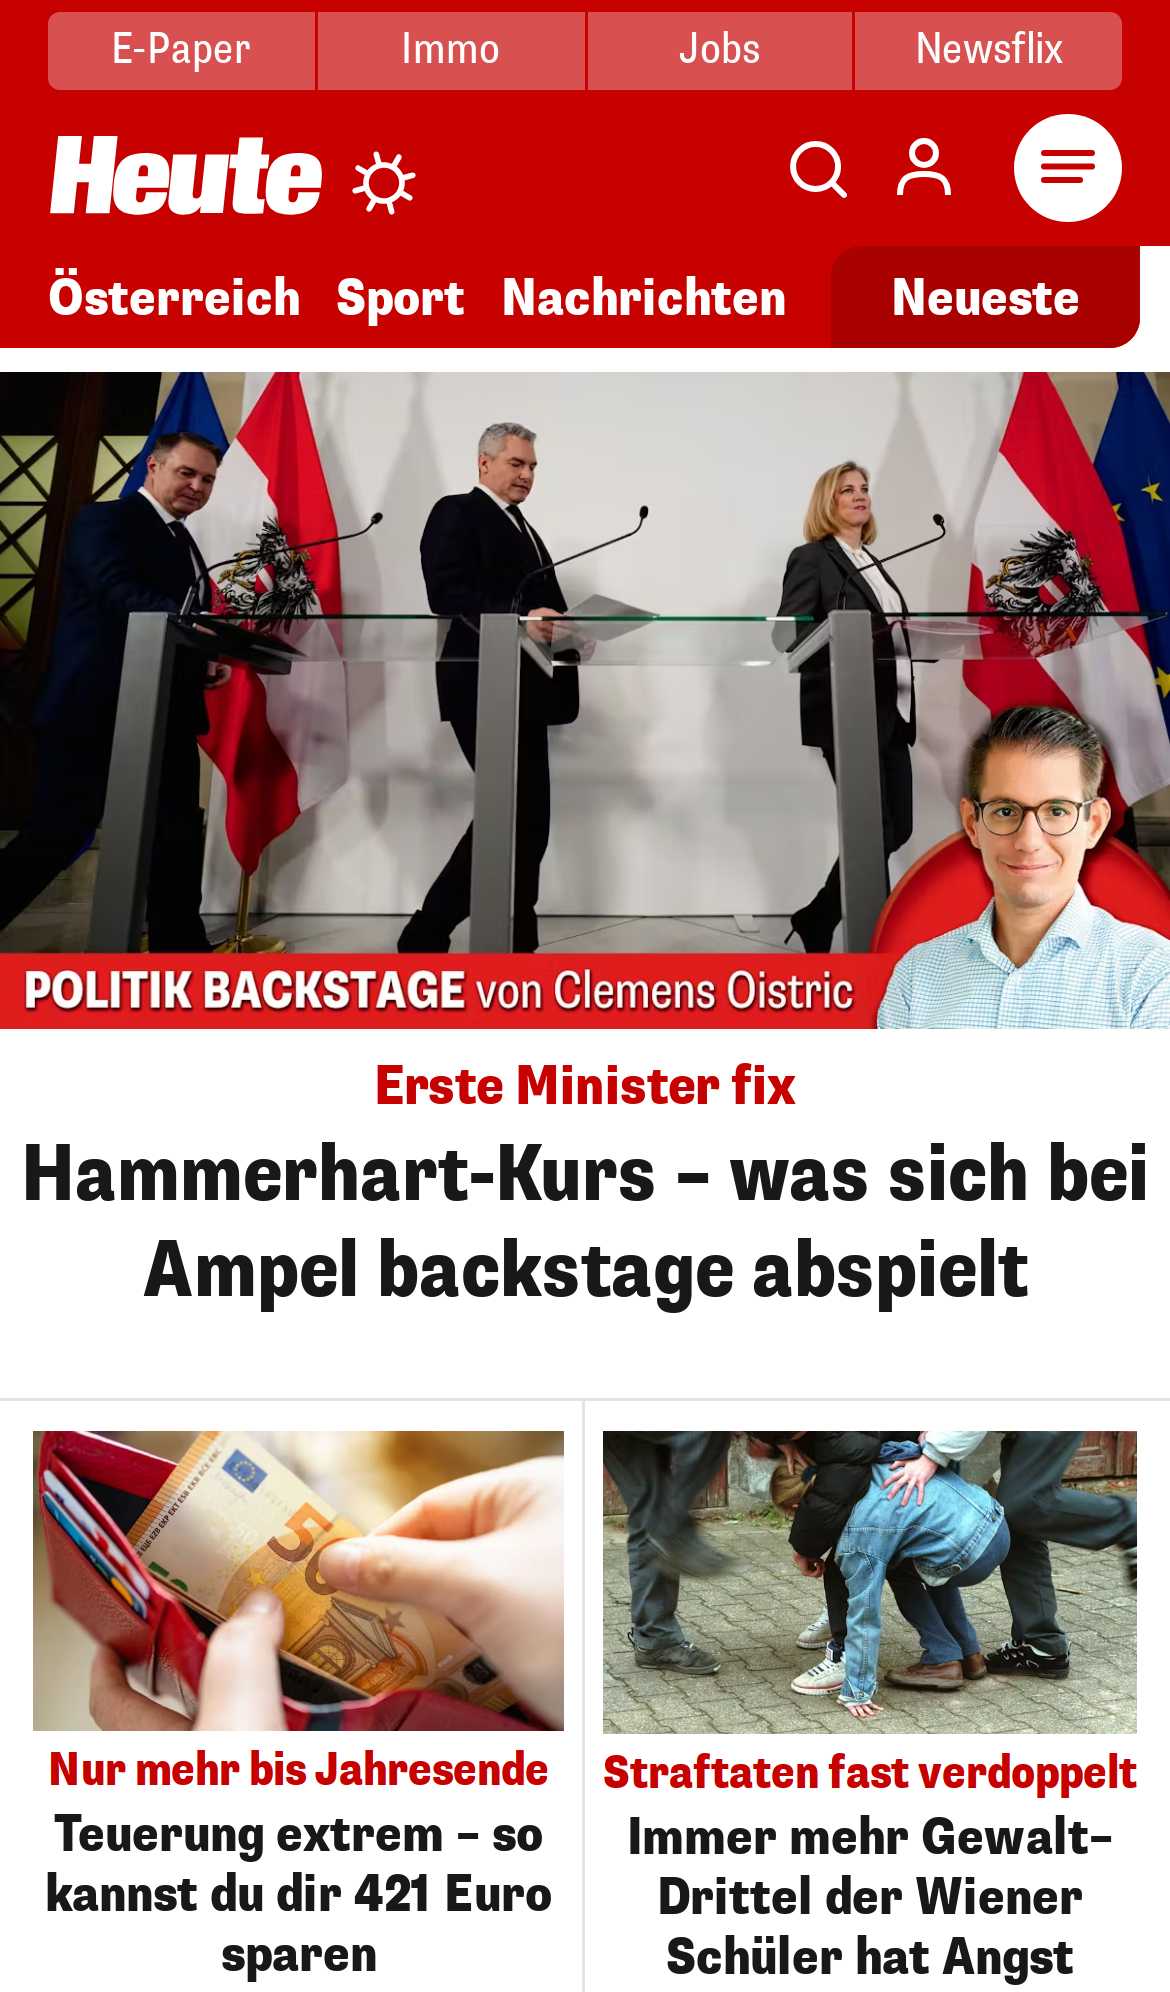 E-Paper
Immo
Jobs
Newsflix
Heute
Österreich
Sport
Nachrichten
Neueste
POLITIK BACKSTAGE von Clemens Oistric
Erste Minister fix
Hammerhart-Kurs – was sich bei
Ampel backstage abspielt
50
Nur mehr bis Jahresende
Teuerung extrem – so
kannst du dir 421 Euro
sparen
Straftaten fast verdoppelt
Immer mehr Gewalt–
Drittel der Wiener
Schüler hat Angst